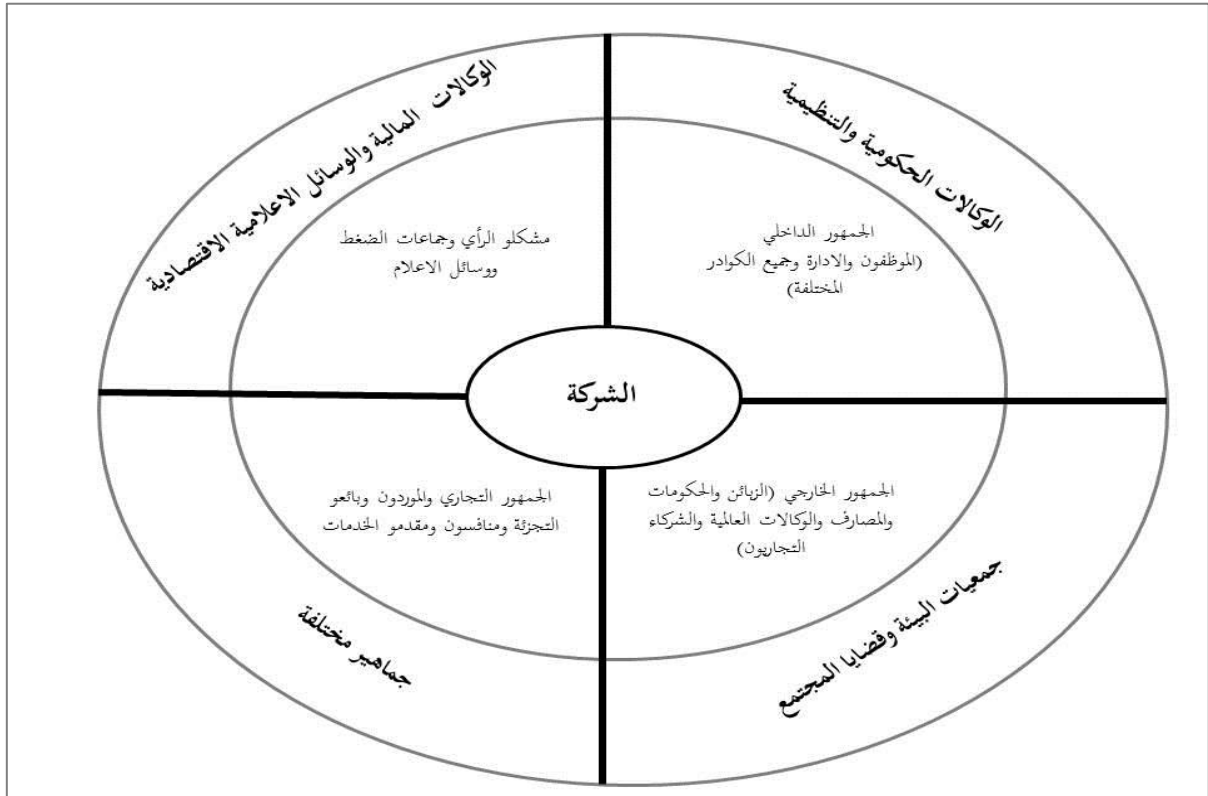 الوكالات الحكومية والتنظيمية
الوكالات المالية والوسائل الاعلامية الاقتصادية
الجمهور الداخلي
(الموظفون والادارة وجميع الكوادر
المختلفة)
مشكلو الرأي وجماعات الضغط
ووسائل الاعلام
الشركة
الجمهور الخارجي (الزبائن والحكومات
والمصارف والوكالات العالمية والشركاء
التجاريون)
الجمهور التجاري والموردون وبائعو
التجزئة ومنافسون ومقدمو الخدمات
جمعيات البيئة وقضايا المجتمع
جماهير مختلفة